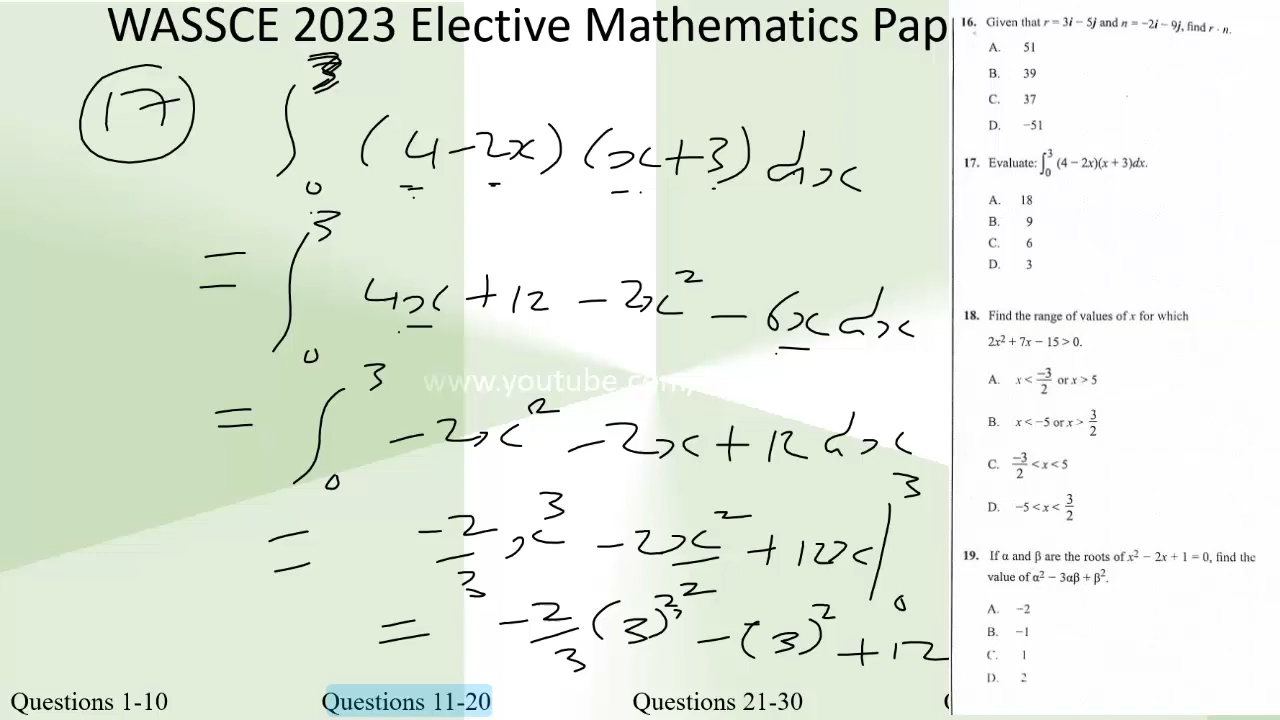 WASSCE 2023 Elective Mathematics Pap
17 ∫₀³ (4-2x)(x+3)dx
= ∫₀³ 4x+12-2x²-6x dx
www.youtube.com/
= ∫₀³ -2x²-2x+12 dx
= -2/3 x³ - 2x²/2 + 12x |₀³
= -2/3 (3)³ - (3)² + 12
Questions 1-10
Questions 11-20
Questions 21-30
16. Given that r = 3i − 5j and n = −2i − 9j, find r · n.
A. 51
B. 39
C. 37
D. −51
17. Evaluate: ∫₀³ (4 − 2x)(x + 3)dx.
A. 18
B. 9
C. 6
D. 3
18. Find the range of values of x for which
2x² + 7x − 15 > 0.
A. x < −3/2 or x > 5
B. x < −5 or x > 3/2
C. −3/2 < x < 5
D. −5 < x < 3/2
19. If α and β are the roots of x² − 2x + 1 = 0, find the
value of α² − 3αβ + β².
A. −2
B. −1
C. 1
D. 2